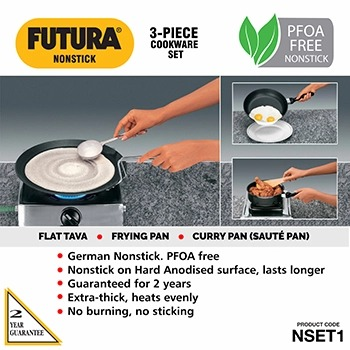 FUTURA®
NONSTICK
3-PIECE
COOKWARE
SET
PFOA
FREE
NONSTICK
FLAT TAVA • FRYING PAN • CURRY PAN (SAUTÉ PAN)
• German Nonstick. PFOA free
• Nonstick on Hard Anodised surface, lasts longer
• Guaranteed for 2 years
• Extra-thick, heats evenly
• No burning, no sticking
2
YEAR
GUARANTEE
PRODUCT CODE
NSET1